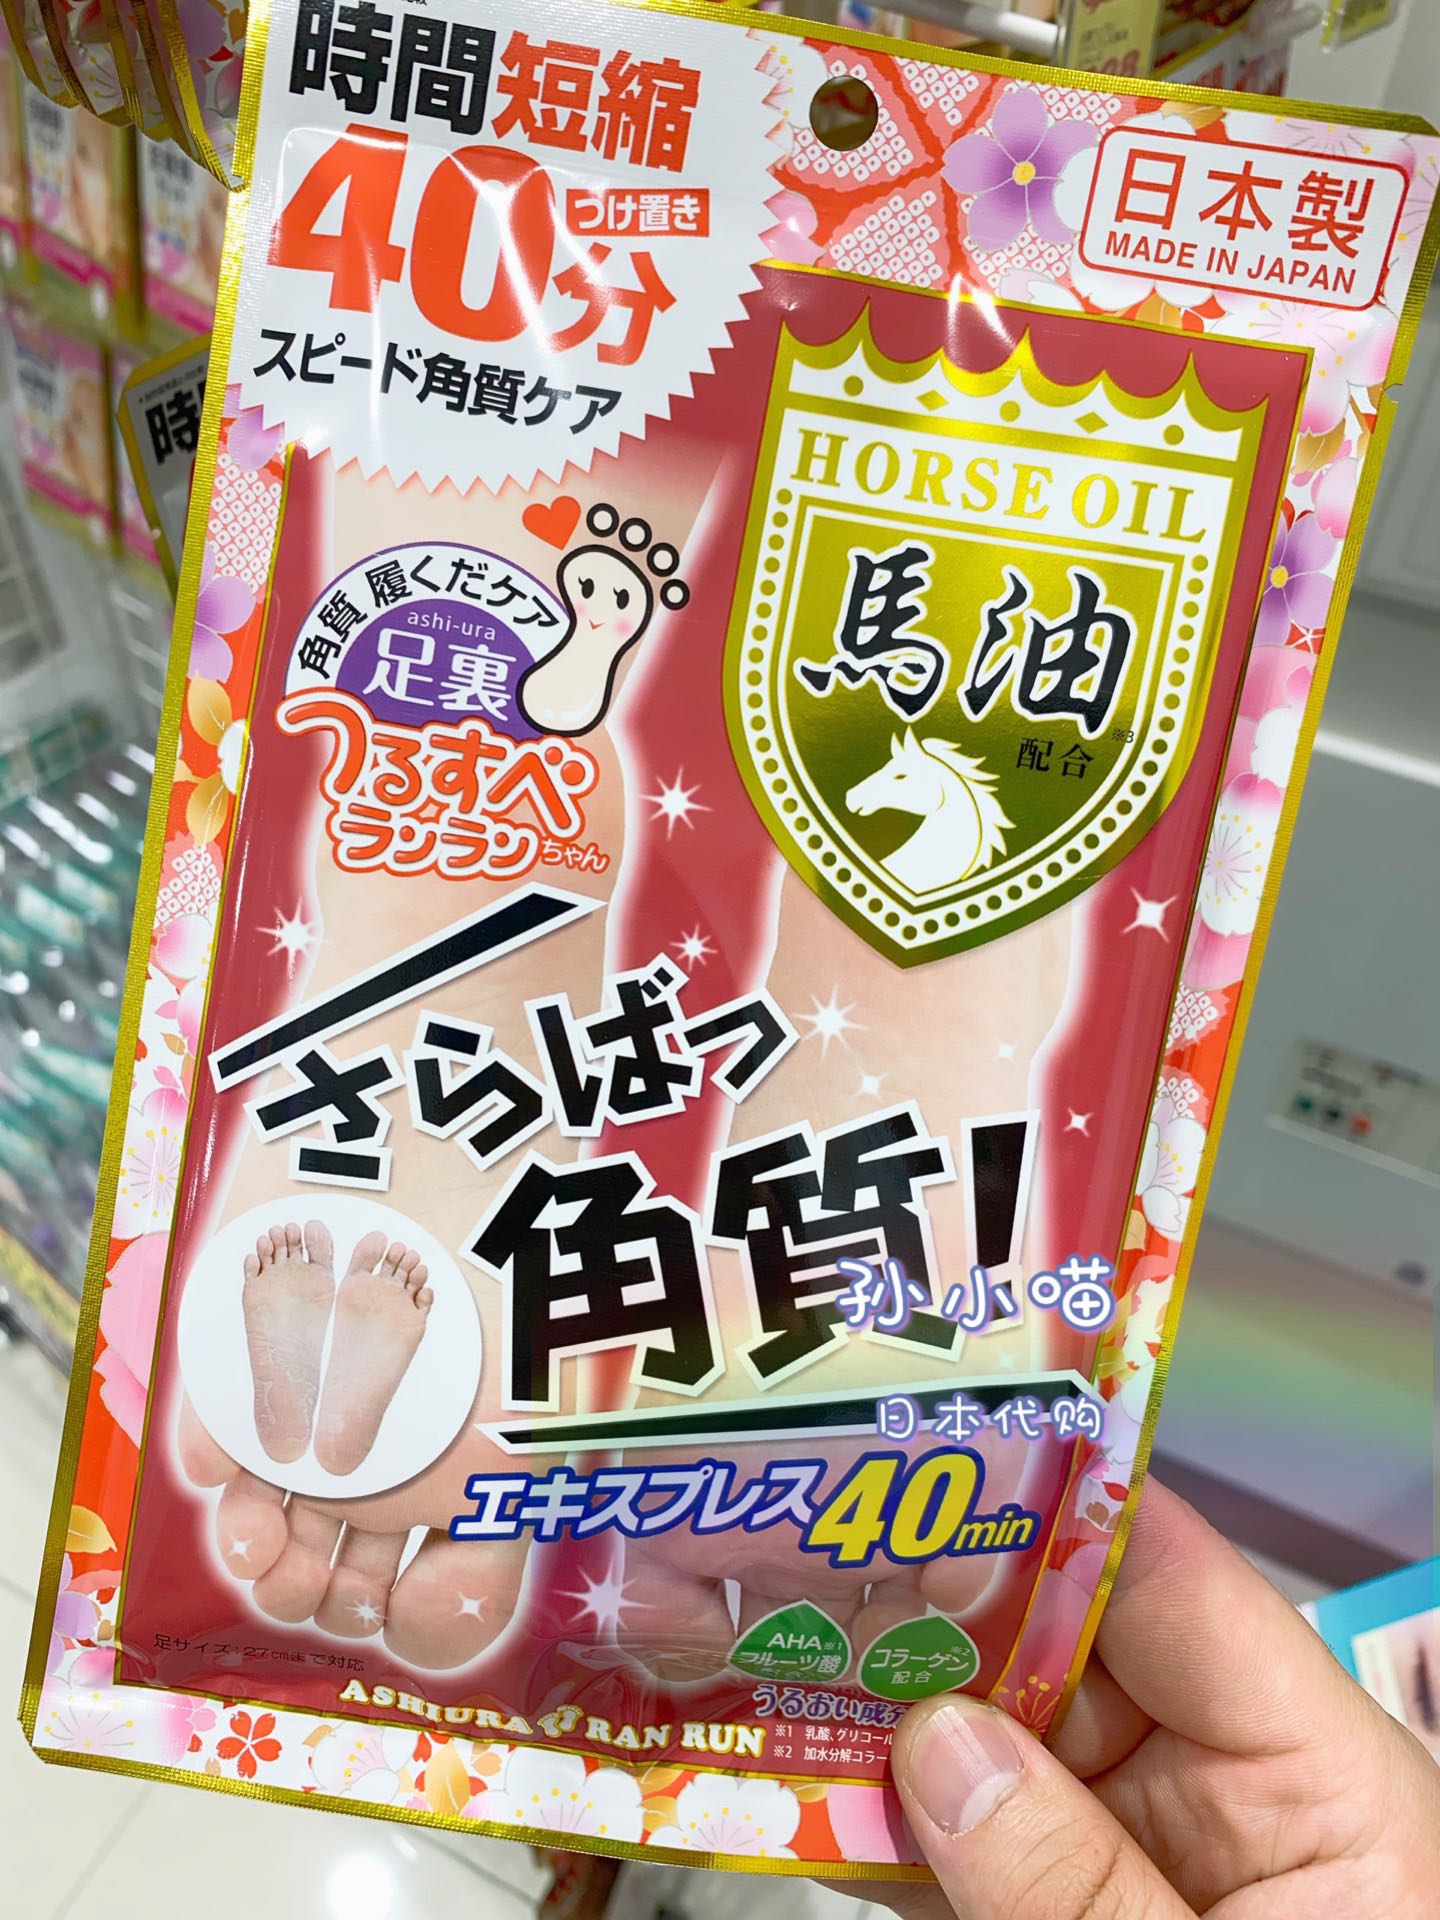 時間短縮
40分
つけ置き
スピード角質ケア
日本製
MADE IN JAPAN
HORSE OIL
馬油
配合
※3
角質 履くだケア
ashi-ura
足裏
つるすべ
ランラン
ちゃん
さらばっ
角質!
孙小喵
日本代购
エキスプレス40min
AHA※1
フルーツ酸
コラーゲン※2
配合
うるおい成分
足サイズ:27cmまで対応
ASHIURA RAN RUN
※1 乳酸、グリコール
※2 加水分解コラー
時